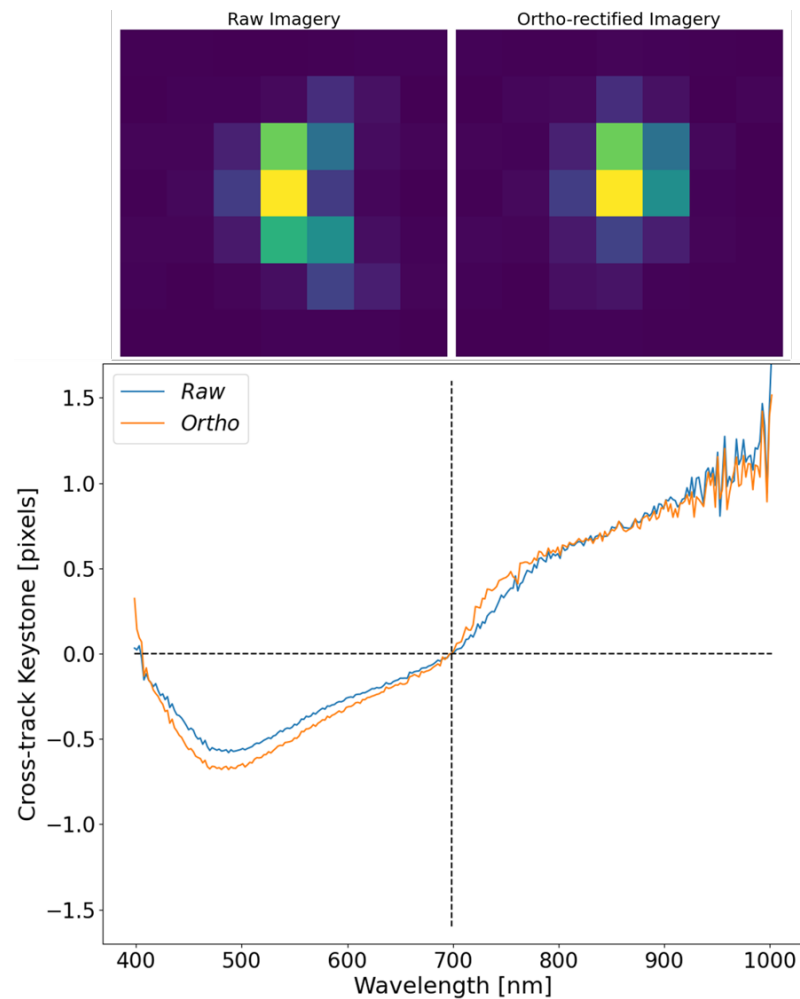 Raw Imagery
Ortho-rectified Imagery
1.5
1.0
0.5
0.0
−0.5
−1.0
−1.5
Cross-track Keystone [pixels]
Raw
Ortho
400 500 600 700 800 900 1000
Wavelength [nm]